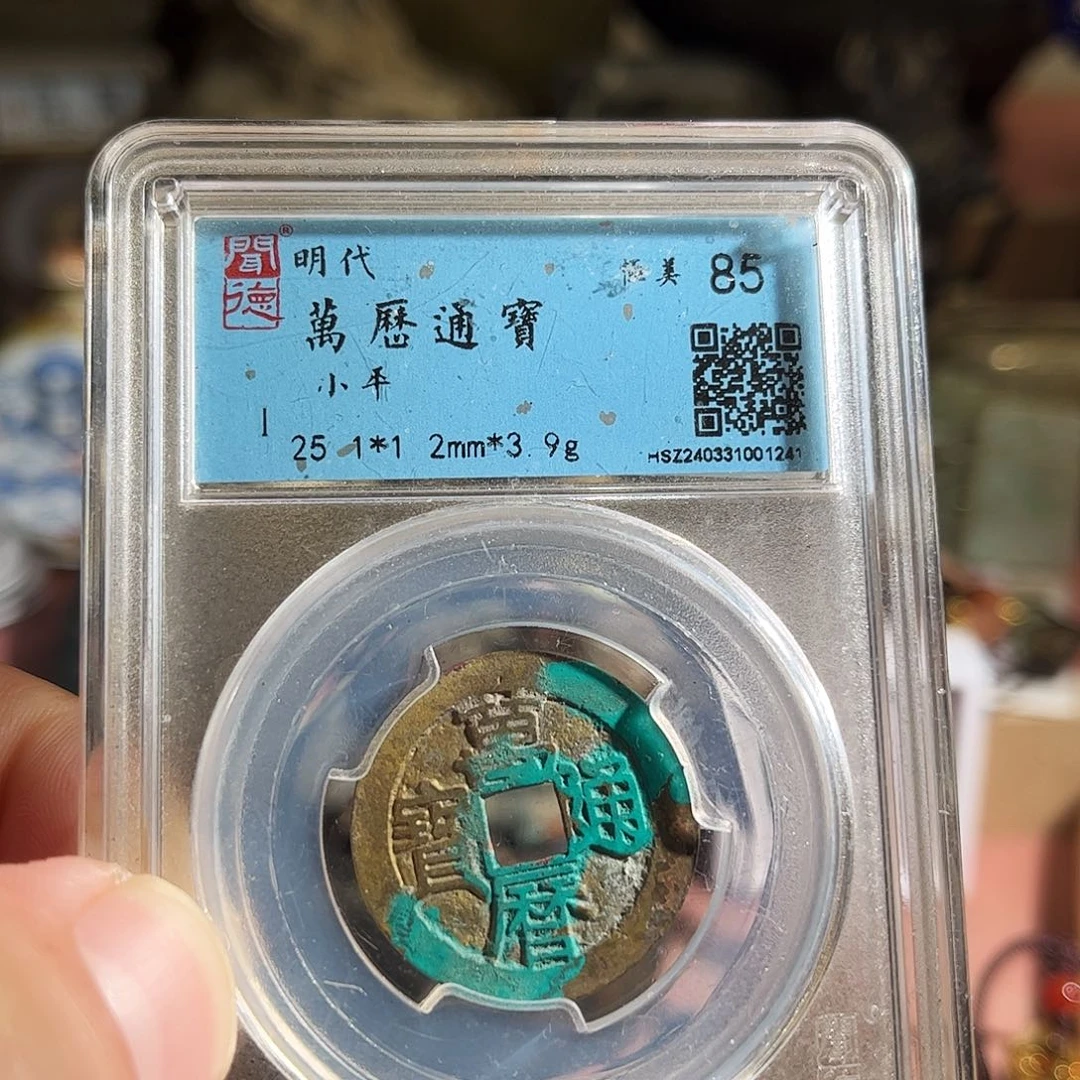 聞德®
明代
極美 85
萬曆通寶
小平
25.1*1.2mm*3.9g
HSZ240331001241
萬曆通寶